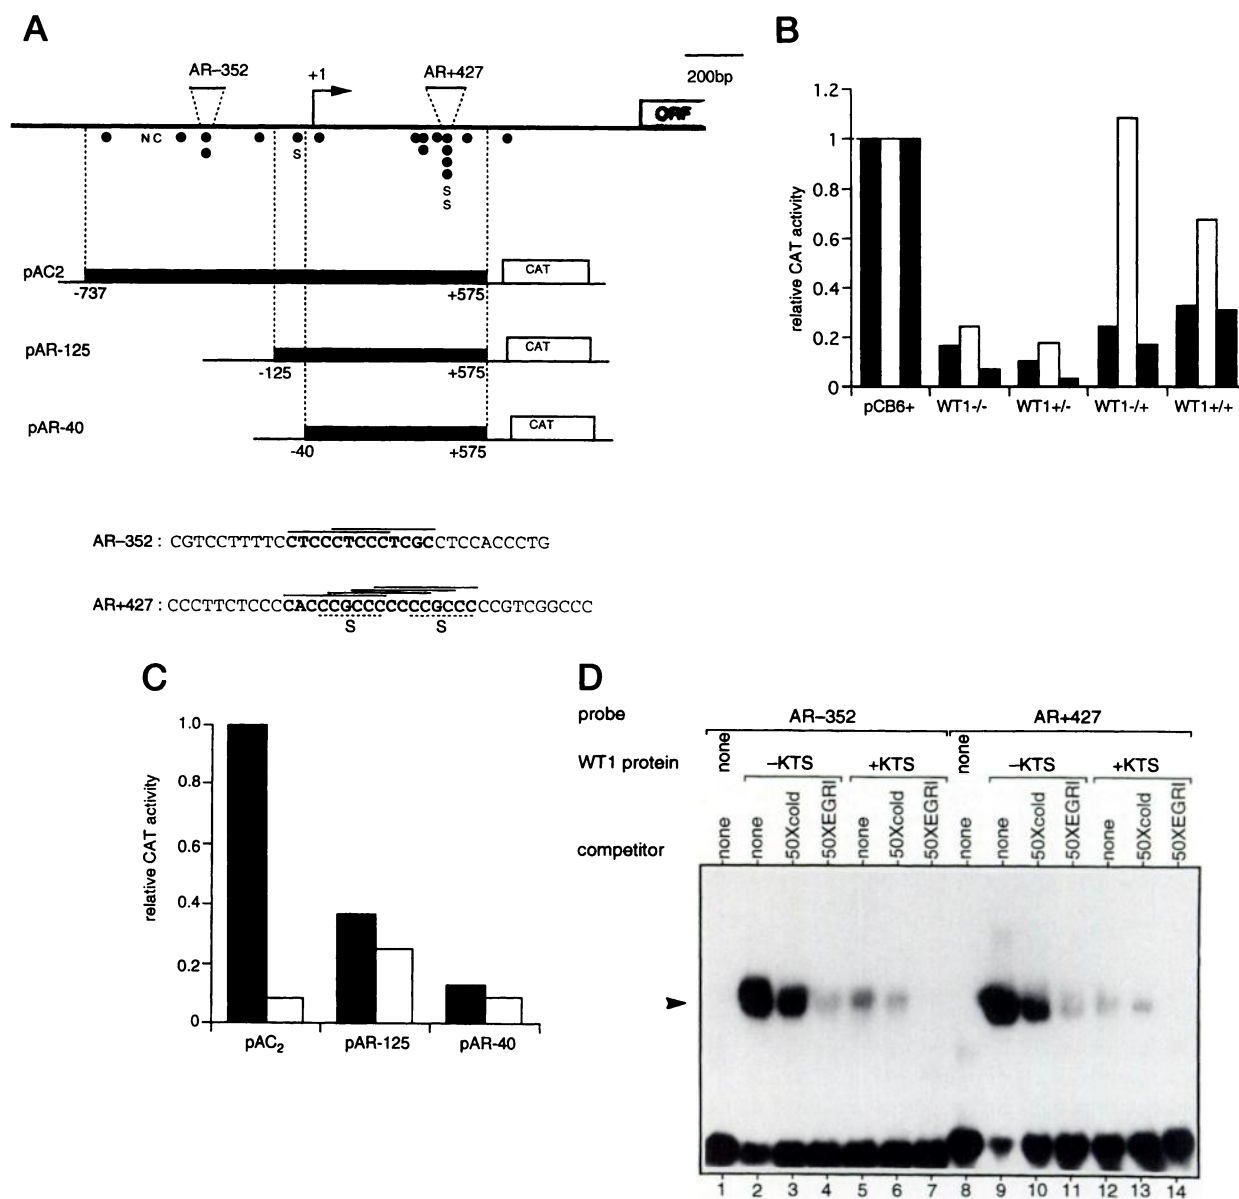 A
AR–352
+1
AR+427
200bp
ORF
N C
S
S
S
pAC2
CAT
-737
+575
pAR-125
CAT
-125
+575
pAR-40
CAT
-40
+575
AR–352 : CGTCCTTTTCCTCCCTCCCTCGCCTCCACCCTG
AR+427 : CCCTTCTCCCCACCCGCCCCCCCGCCCCCGTCGGCCC
S S
B
relative CAT activity
1.2
1
0.8
0.6
0.4
0.2
0
pCB6+ WT1-/- WT1+/- WT1-/+ WT1+/+
C
relative CAT activity
1.0
0.8
0.6
0.4
0.2
0
pAC2 pAR-125 pAR-40
D
probe AR–352 AR+427
WT1 protein none –KTS +KTS none –KTS +KTS
competitor none none 50Xcold 50XEGRI none 50Xcold 50XEGRI none none 50Xcold 50XEGRI none 50Xcold 50XEGRI
1 2 3 4 5 6 7 8 9 10 11 12 13 14